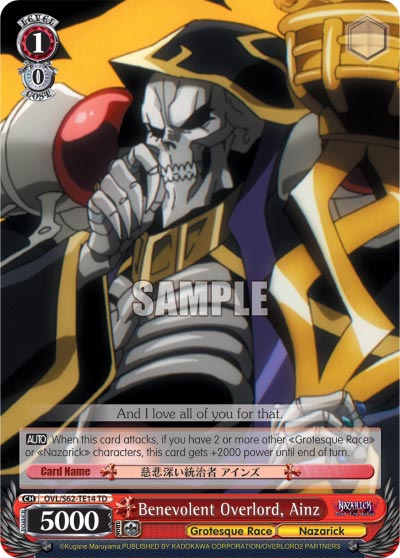 LEVEL
1
0
COST
SAMPLE
And I love all of you for that.
AUTO When this card attacks, if you have 2 or more other «Grotesque Race»
or «Nazarick» characters, this card gets +2000 power until end of turn.
Card Name 慈悲深い統治者 アインズ
CH OVL/S62-TE14 TD
5000 Benevolent Overlord, Ainz
NAZARICK
Grotesque Race Nazarick
©Kugane Maruyama,PUBLISHED BY KADOKAWA CORPORATION/OVERLORD2 PARTNERS